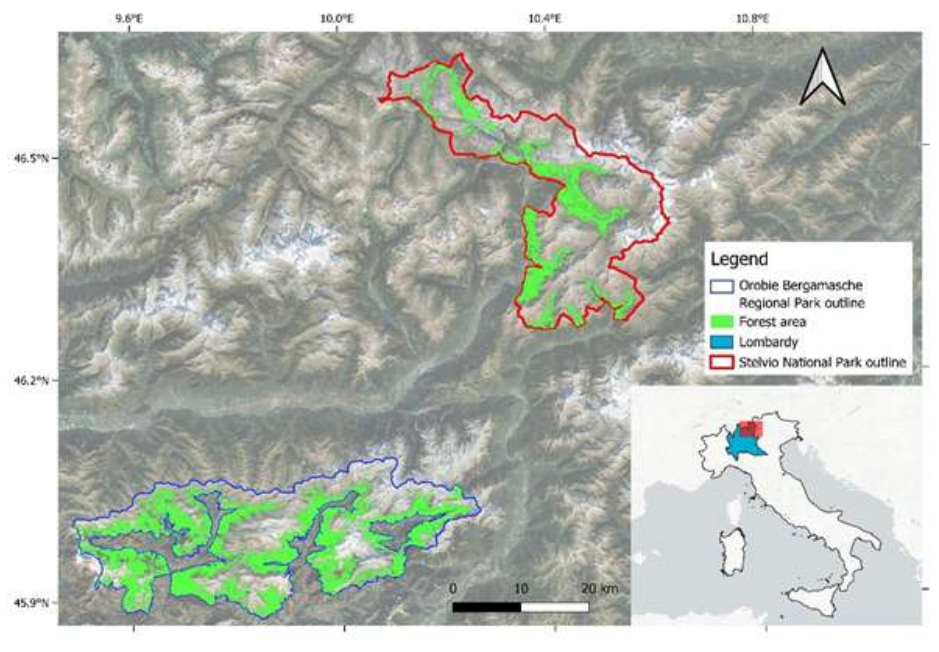 9.6°E 10.0°E 10.4°E 10.8°E
46.5°N
Legend
Orobie Bergamasche
Regional Park outline
Forest area
Lombardy
Stelvio National Park outline
46.2°N
0 10 20 km
45.9°N